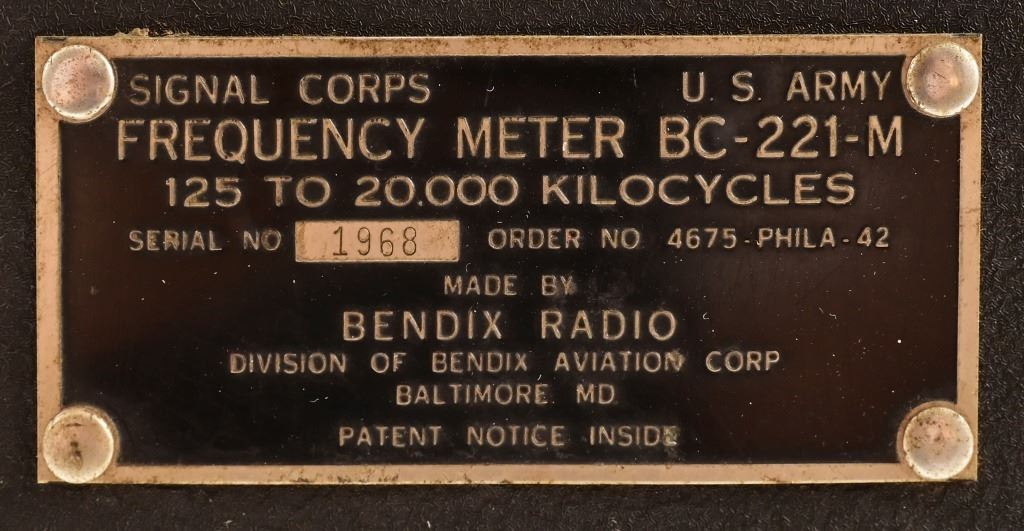 SIGNAL CORPS U. S. ARMY
FREQUENCY METER BC-221-M
125 TO 20.000 KILOCYCLES
SERIAL NO 1968 ORDER NO 4675-PHILA-42
MADE BY
BENDIX RADIO
DIVISION OF BENDIX AVIATION CORP
BALTIMORE. MD.
PATENT NOTICE INSIDE